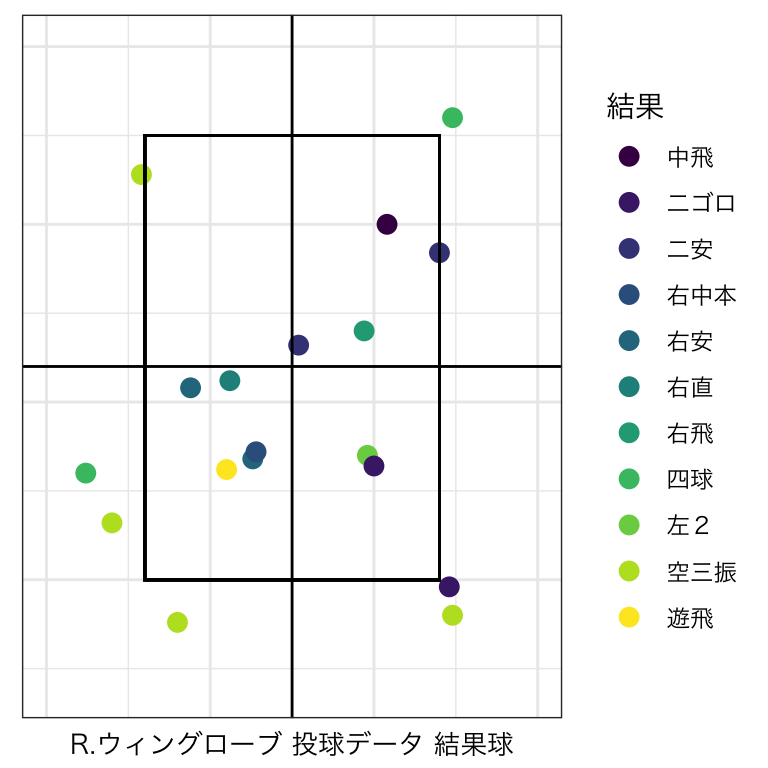 結果
中飛
二ゴロ
二安
右中本
右安
右直
右飛
四球
左２
空三振
遊飛
R.ウィングローブ 投球データ 結果球